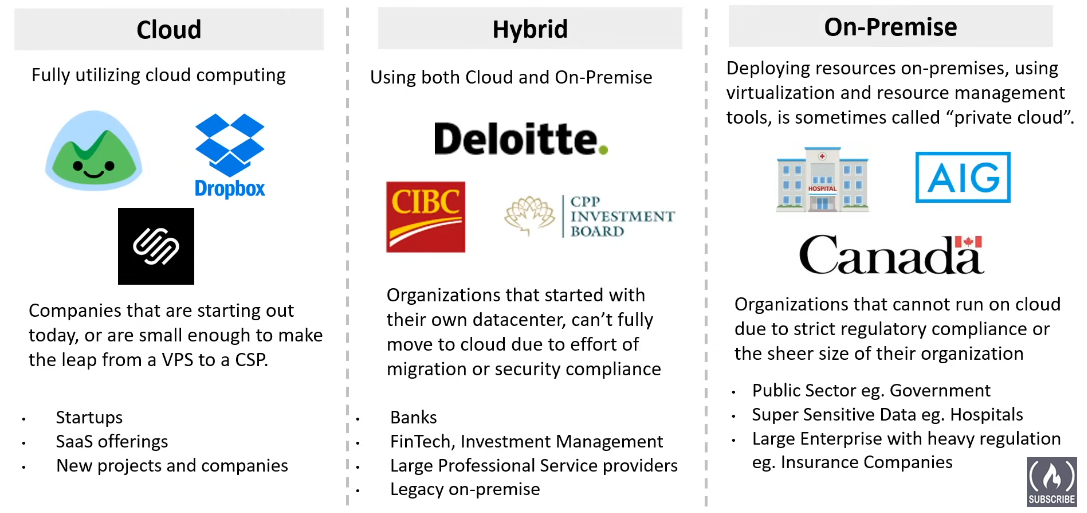 Cloud
Fully utilizing cloud computing
Dropbox
Companies that are starting out
today, or are small enough to make
the leap from a VPS to a CSP.
• Startups
• SaaS offerings
• New projects and companies
Hybrid
Using both Cloud and On-Premise
Deloitte.
CIBC
CPP
INVESTMENT
BOARD
Organizations that started with
their own datacenter, can't fully
move to cloud due to effort of
migration or security compliance
• Banks
• FinTech, Investment Management
• Large Professional Service providers
• Legacy on-premise
On-Premise
Deploying resources on-premises, using
virtualization and resource management
tools, is sometimes called “private cloud”.
HOSPITAL
AIG
Canada
Organizations that cannot run on cloud
due to strict regulatory compliance or
the sheer size of their organization
• Public Sector eg. Government
• Super Sensitive Data eg. Hospitals
• Large Enterprise with heavy regulation
eg. Insurance Companies
SUBSCRIBE